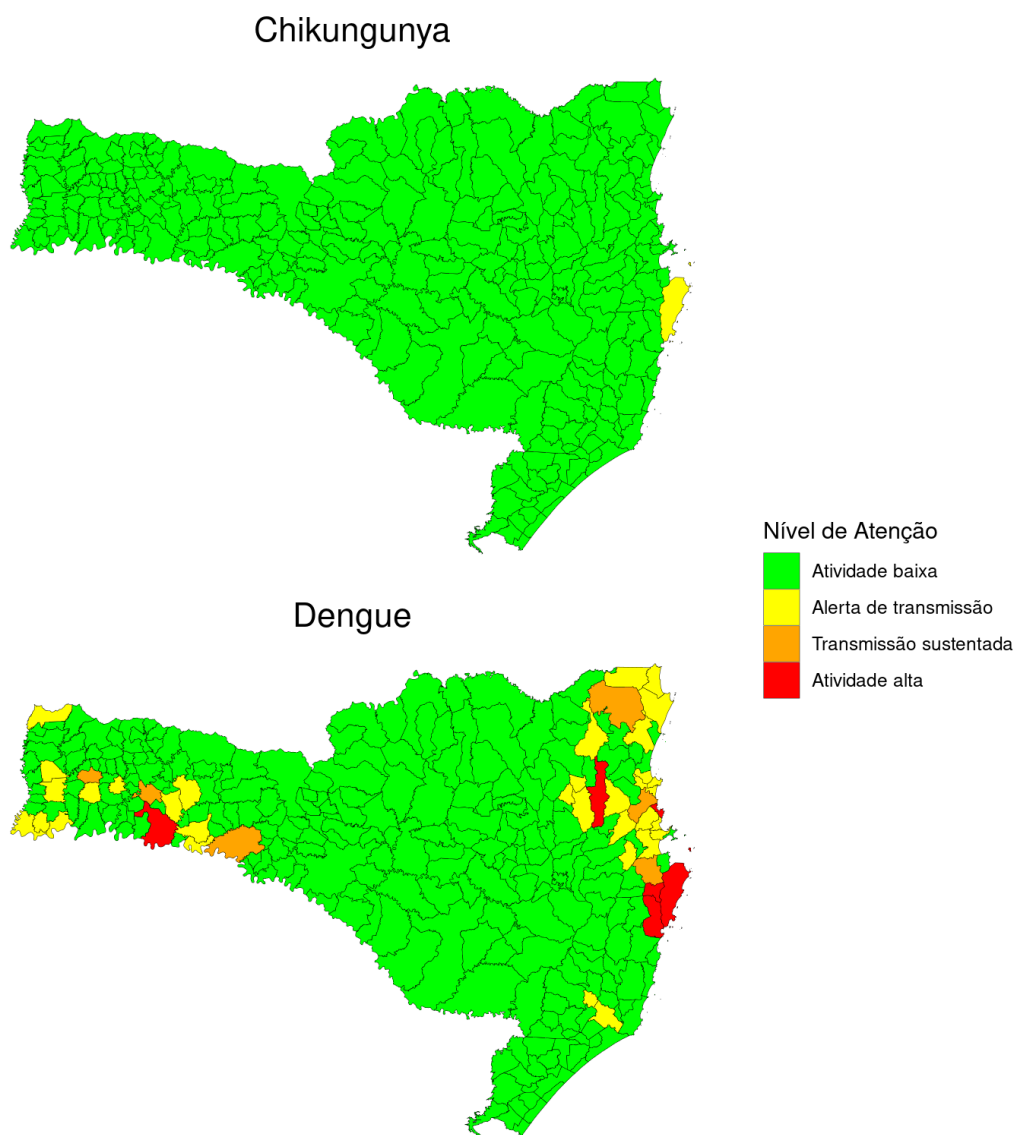 Chikungunya
Nível de Atenção
Atividade baixa
Alerta de transmissão
Transmissão sustentada
Atividade alta
Dengue